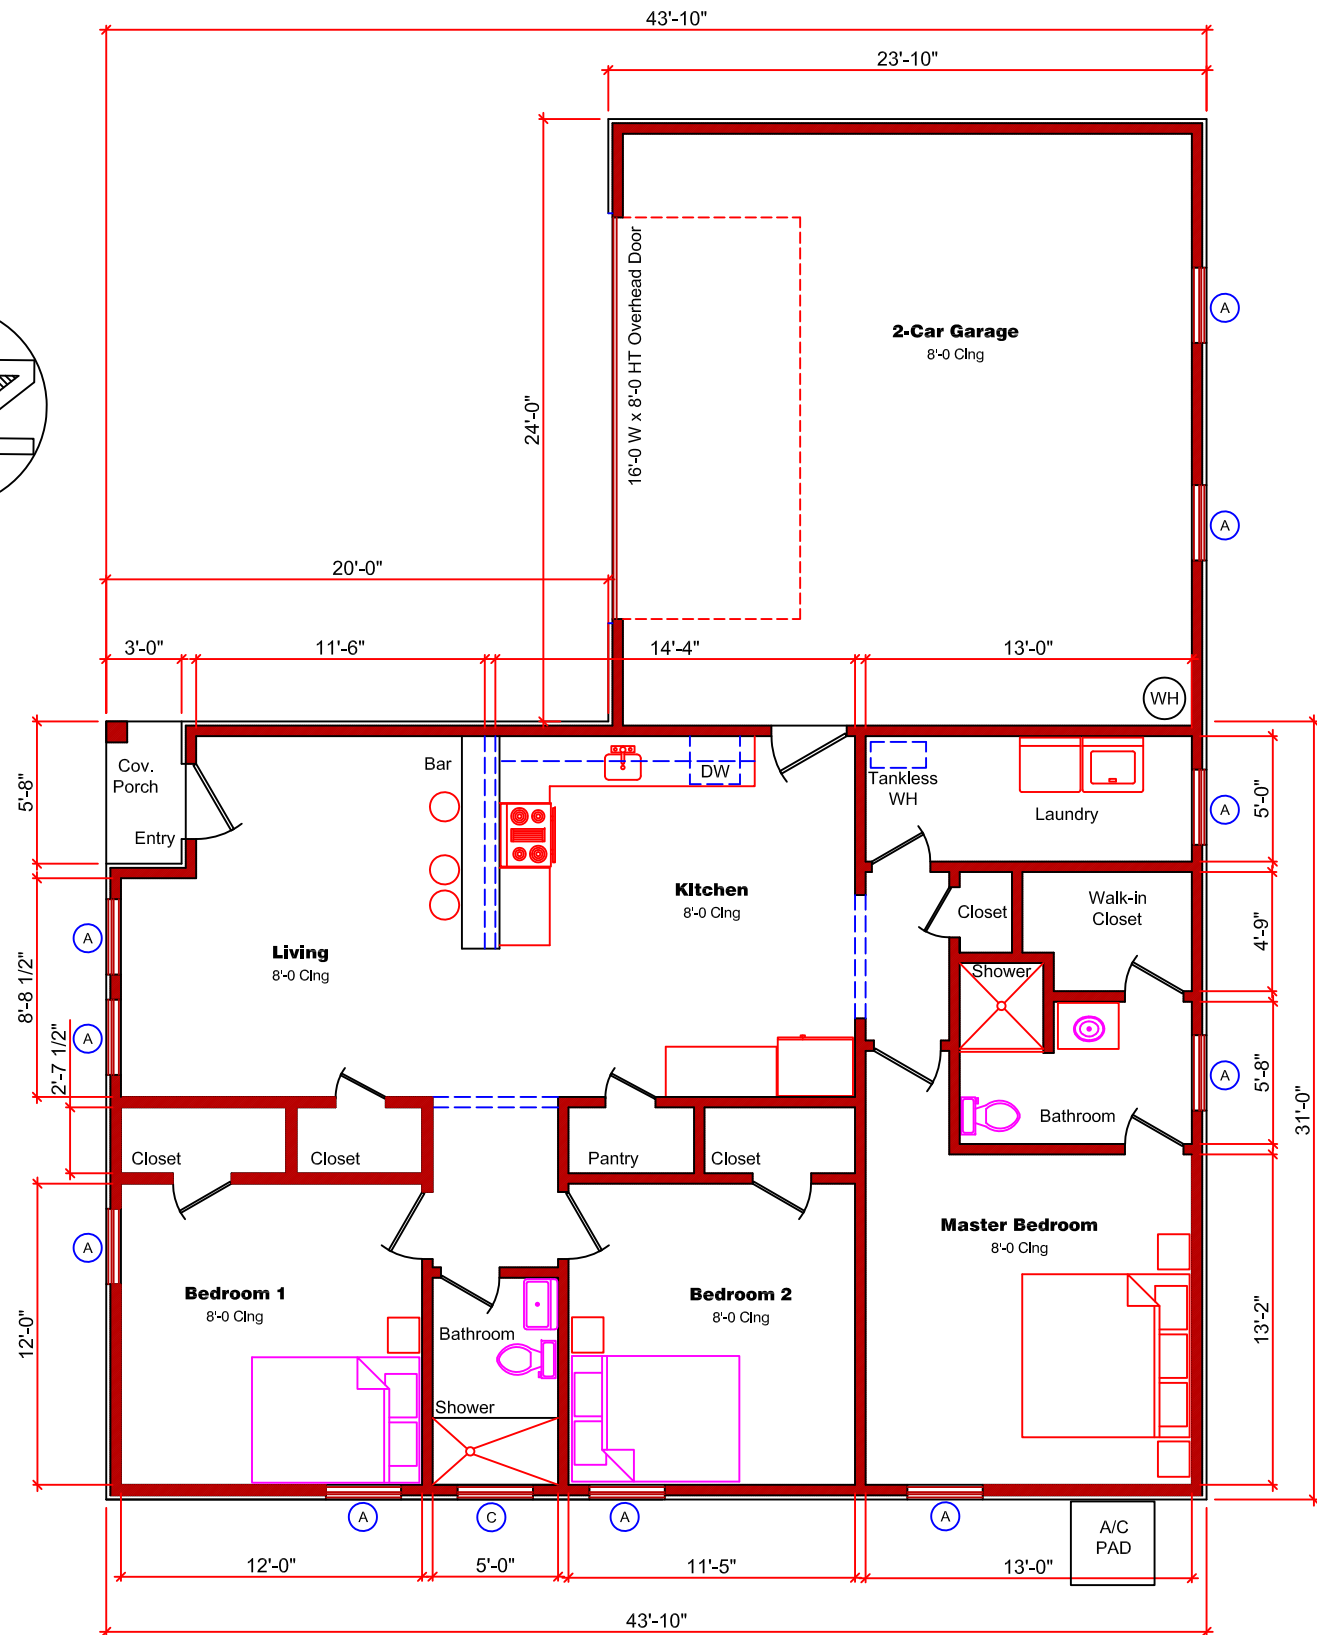 43'-10"
23'-10"
24'-0"
16'-0 W x 8'-0 HT Overhead Door
2-Car Garage
8'-0 Clng
A
A
20'-0"
3'-0"
11'-6"
14'-4"
13'-0"
WH
5'-8"
Cov.
Porch
Entry
Bar
DW
Tankless
WH
Laundry
A
5'-0"
KItchen
8'-0 Clng
Closet
Walk-in
Closet
4'-9"
Living
8'-0 Clng
A
8'-8 1/2"
A
2'-7 1/2"
Shower
Bathroom
A
5'-8"
31'-0"
Closet
Closet
Pantry
Closet
A
12'-0"
Bedroom 1
8'-0 Clng
Bathroom
Shower
Bedroom 2
8'-0 Clng
Master Bedroom
8'-0 Clng
13'-2"
A
C
A
A
A/C
PAD
12'-0"
5'-0"
11'-5"
13'-0"
43'-10"